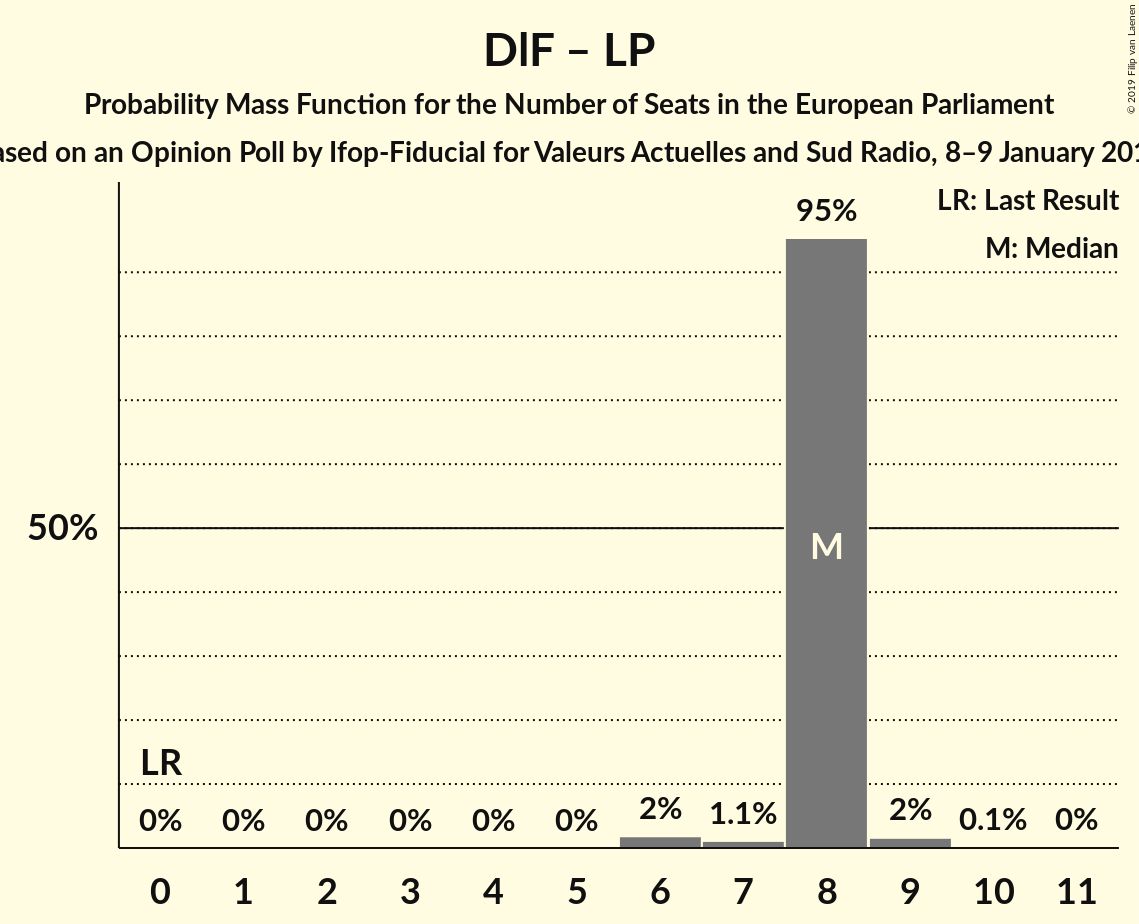 DlF – LP
Probability Mass Function for the Number of Seats in the European Parliament
on an Opinion Poll by Ifop-Fiducial for Valeurs Actuelles and Sud Radio, 8–9 January
© 2019 Filip van Laenen
LR: Last Result
M: Median
95%
50%
M
LR
0% 0% 0% 0% 0% 0% 2% 1.1% 2% 0.1% 0%
0 1 2 3 4 5 6 7 8 9 10 11